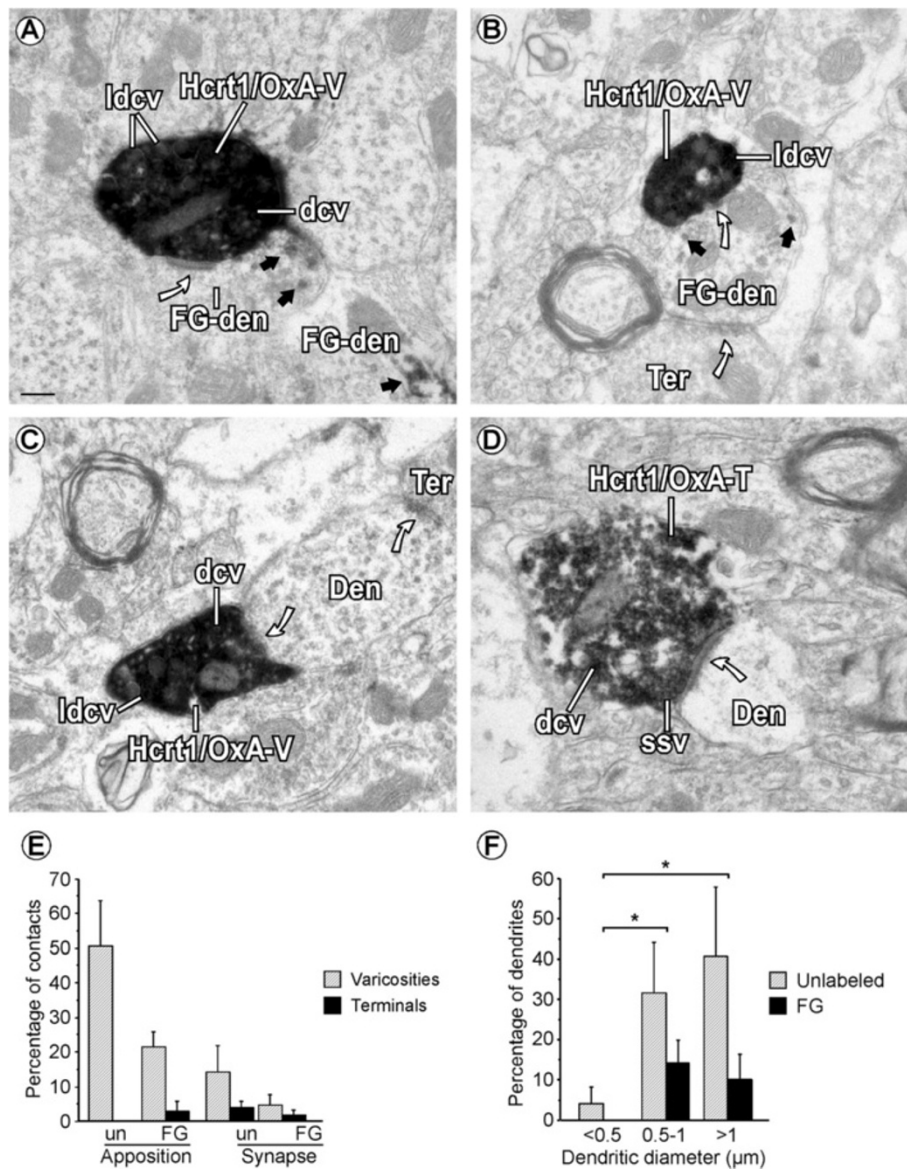 A
ldcv
Hcrt1/OxA-V
dcv
FG-den
FG-den
B
Hcrt1/OxA-V
ldcv
FG-den
Ter
C
Ter
dcv
Den
ldcv
Hcrt1/OxA-V
D
Hcrt1/OxA-T
dcv
Den
ssv
E
Percentage of contacts
70
60
50
40
30
20
10
0
un FG un FG
Apposition Synapse
Varicosities
Terminals
F
Percentage of dendrites
60
50
40
30
20
10
0
*
*
<0.5 0.5-1 >1
Dendritic diameter (µm)
Unlabeled
FG